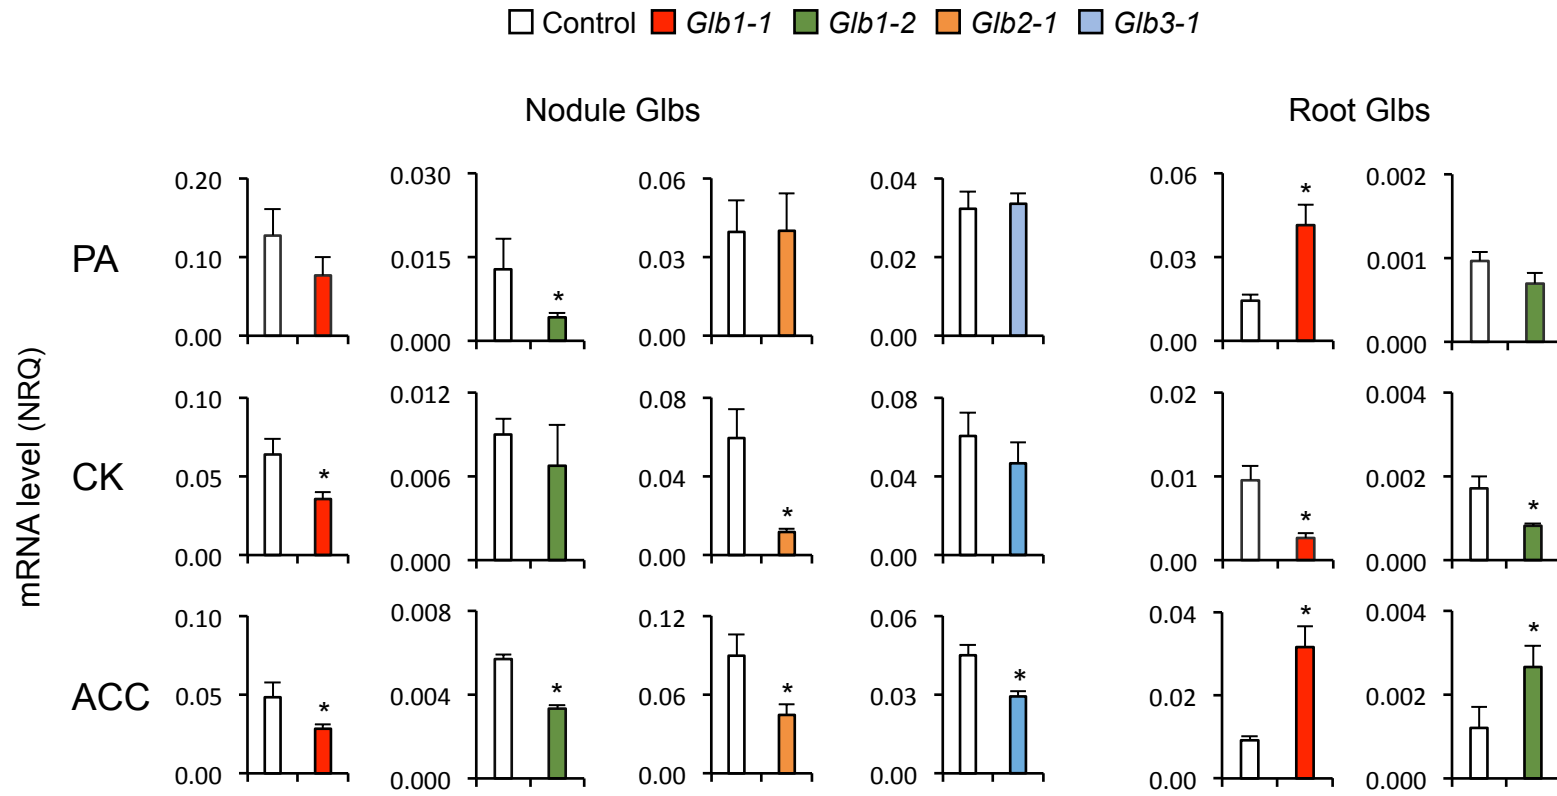 Control Glb1-1 Glb1-2 Glb2-1 Glb3-1
Nodule Glbs Root Glbs
mRNA level (NRQ)
PA
0.20 0.030 0.06 0.04 0.06 0.002
* *
0.10 0.015 0.03 0.02 0.03 0.001
0.00 0.000 0.00 0.00 0.00 0.000
CK
0.10 0.012 0.08 0.08 0.02 0.004
* * * *
0.05 0.006 0.04 0.04 0.01 0.002
0.00 0.000 0.00 0.00 0.00 0.000
ACC
0.10 0.008 0.12 0.06 0.04 0.004
* * * * * *
0.05 0.004 0.06 0.03 0.02 0.002
0.00 0.000 0.00 0.00 0.00 0.000